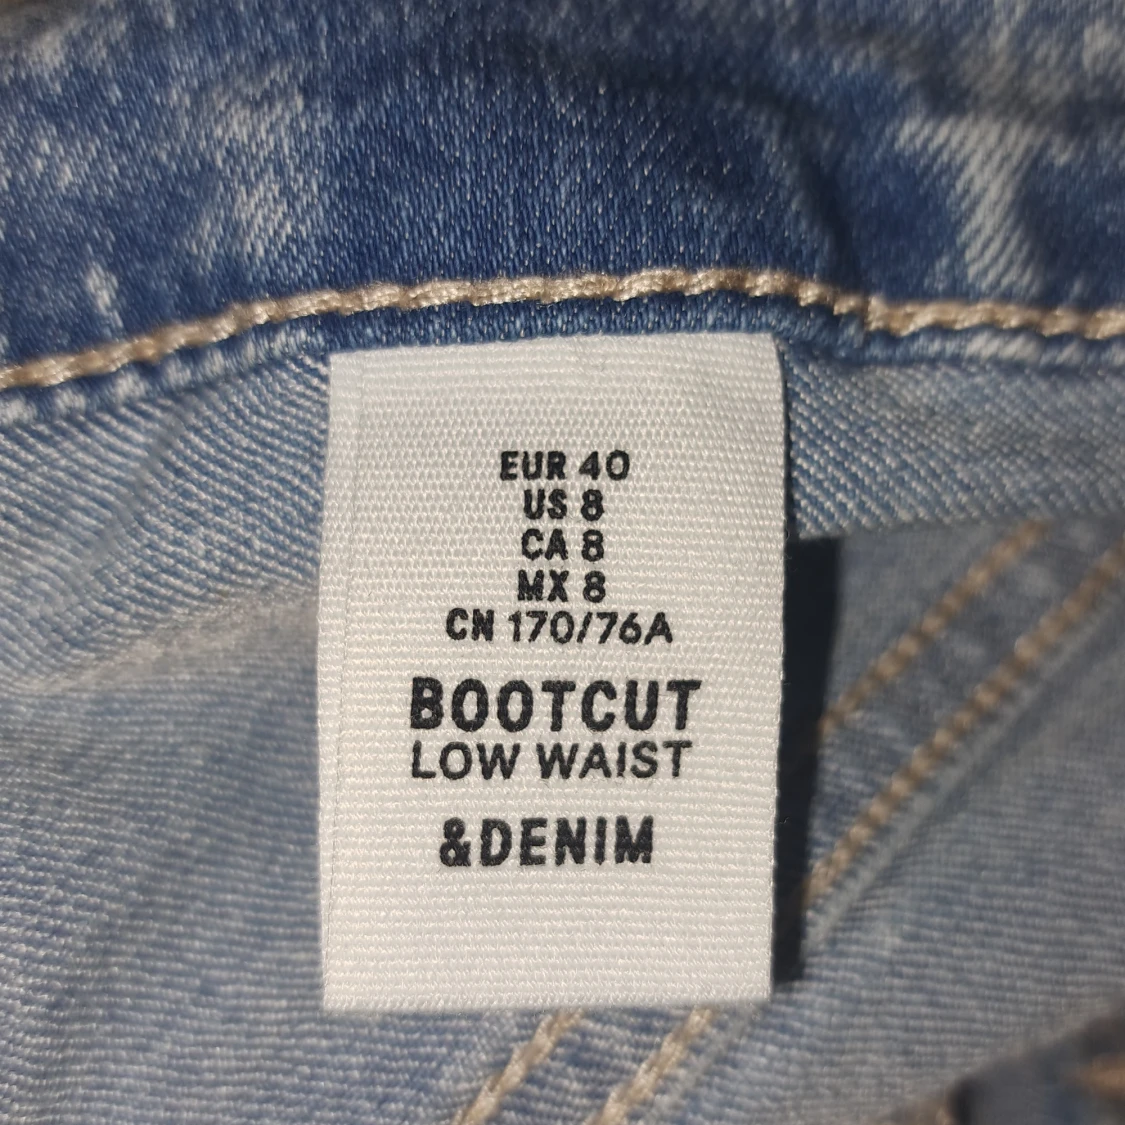 EUR 40
US 8
CA 8
MX 8
CN 170/76A
BOOTCUT
LOW WAIST
&DENIM